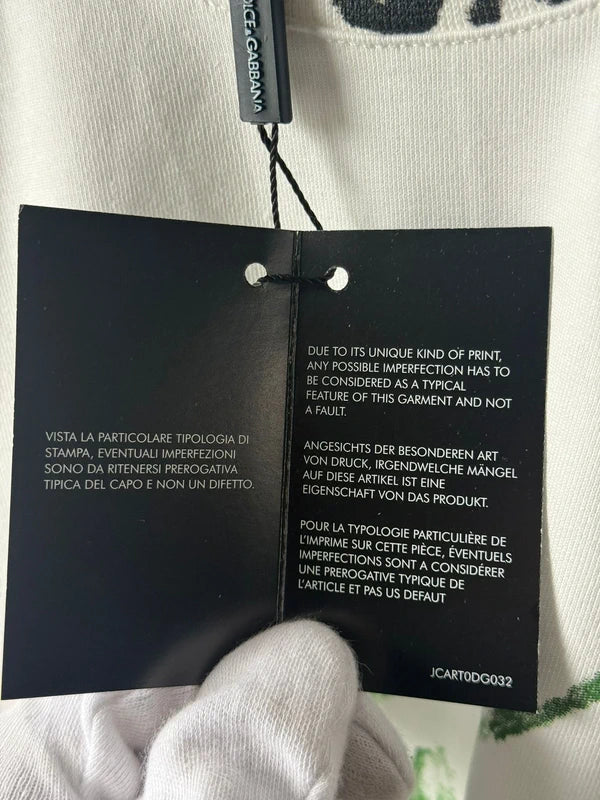 DOLCE&GABBANA
VISTA LA PARTICOLARE TIPOLOGIA DI
STAMPA, EVENTUALI IMPERFEZIONI
SONO DA RITENERSI PREROGATIVA
TIPICA DEL CAPO E NON UN DIFETTO.
DUE TO ITS UNIQUE KIND OF PRINT,
ANY POSSIBLE IMPERFECTION HAS TO
BE CONSIDERED AS A TYPICAL
FEATURE OF THIS GARMENT AND NOT
A FAULT.
ANGESICHTS DER BESONDEREN ART
VON DRUCK, IRGENDWELCHE MÄNGEL
AUF DIESE ARTIKEL IST EINE
EIGENSCHAFT VON DAS PRODUKT.
POUR LA TYPOLOGIE PARTICULIÈRE DE
L'IMPRIME SUR CETTE PIÈCE, ÉVENTUELS
IMPERFECTIONS SONT A CONSIDÉRER
UNE PREROGATIVE TYPIQUE DE
L'ARTICLE ET PAS US DEFAUT
JCART0DG032